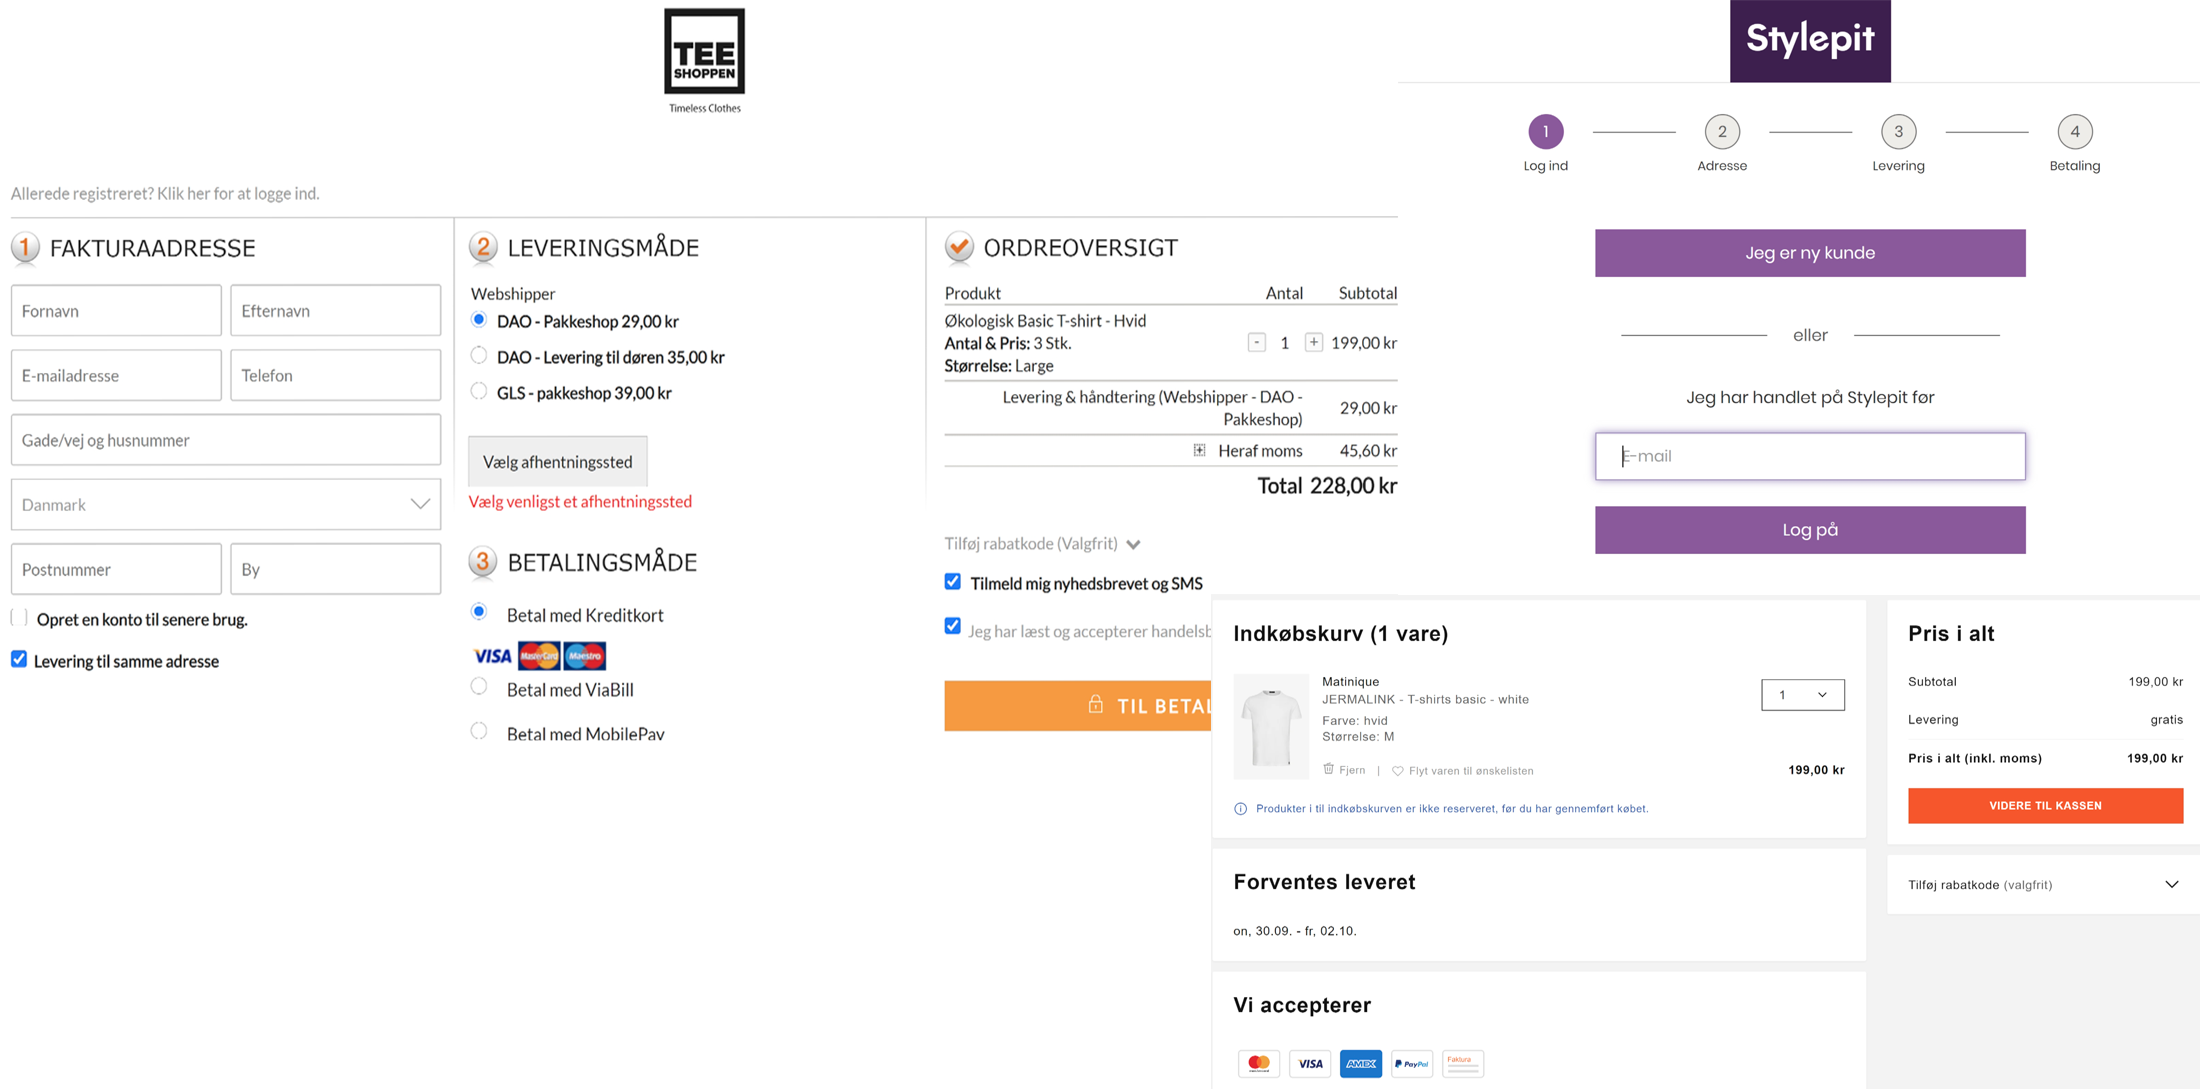 TEE
SHOPPEN
Timeless Clothes
Allerede registreret? Klik her for at logge ind.
1 FAKTURAADRESSE
Fornavn
Efternavn
E-mailadresse
Telefon
Gade/vej og husnummer
Danmark
Postnummer
By
Opret en konto til senere brug.
Levering til samme adresse
2 LEVERINGSMÅDE
Webshipper
DAO - Pakkeshop 29,00 kr
DAO - Levering til døren 35,00 kr
GLS - pakkeshop 39,00 kr
Vælg afhentningssted
Vælg venligst et afhentningssted
3 BETALINGSMÅDE
Betal med Kreditkort
VISA MasterCard Maestro
Betal med ViaBill
Betal med MobilePay
ORDREOVERSIGT
Produkt Antal Subtotal
Økologisk Basic T-shirt - Hvid
Antal & Pris: 3 Stk. - 1 + 199,00 kr
Størrelse: Large
Levering & håndtering (Webshipper - DAO -
Pakkeshop) 29,00 kr
Heraf moms 45,60 kr
Total 228,00 kr
Tilføj rabatkode (Valgfrit)
Tilmeld mig nyhedsbrevet og SMS
Jeg har læst og accepterer handelsb
TIL BETAL
Stylepit
1 2 3 4
Log ind Adresse Levering Betaling
Jeg er ny kunde
eller
Jeg har handlet på Stylepit før
E-mail
Log på
Indkøbskurv (1 vare)
Matinique
JERMALINK - T-shirts basic - white
Farve: hvid
Størrelse: M
1
Fjern | Flyt varen til ønskelisten
199,00 kr
Produkter i til indkøbskurven er ikke reserveret, før du har gennemført købet.
Forventes leveret
on, 30.09. - fr, 02.10.
Vi accepterer
VISA AMEX PayPal Faktura
Pris i alt
Subtotal 199,00 kr
Levering gratis
Pris i alt (inkl. moms) 199,00 kr
VIDERE TIL KASSEN
Tilføj rabatkode (valgfrit)